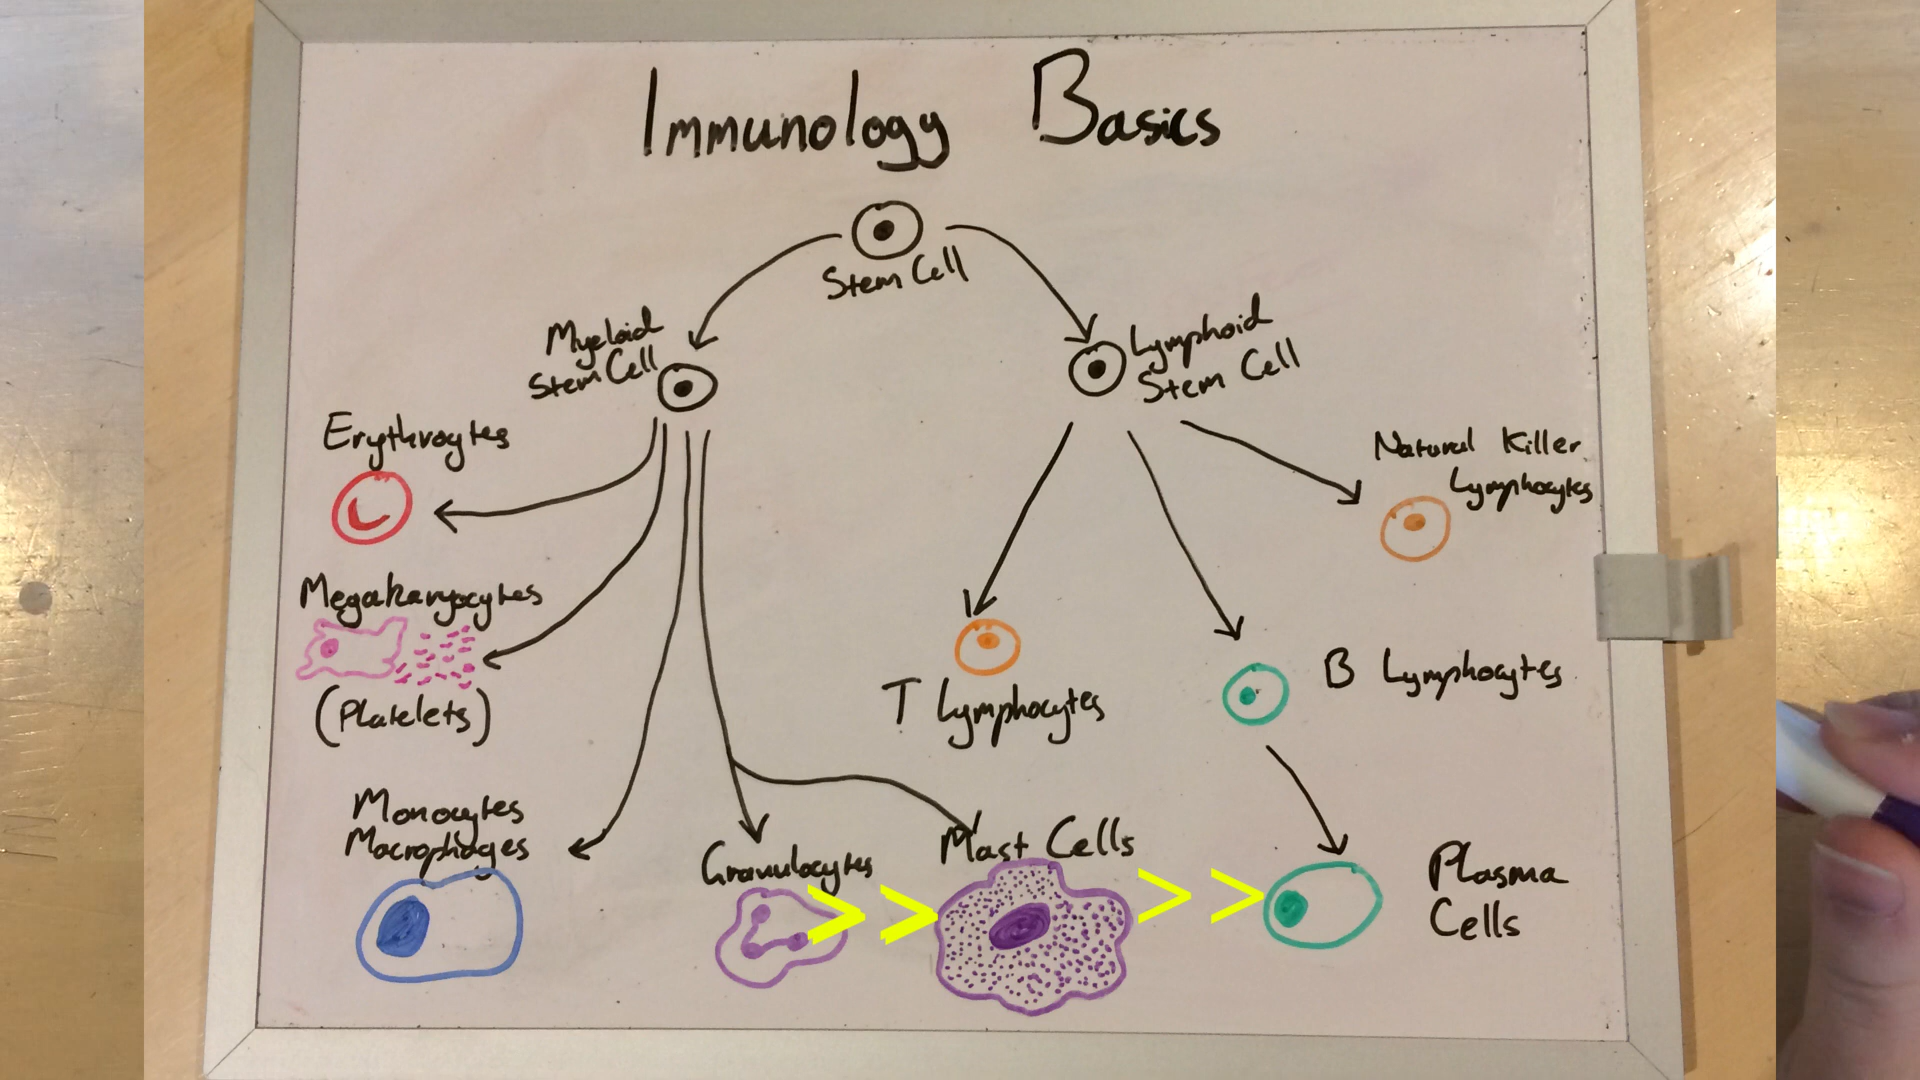 Immunology Basics
Stem Cell
Myeloid
Stem Cell
Lymphoid
Stem Cell
Erythrocytes
Natural Killer
Lymphocytes
Megakaryocytes
(Platelets)
T Lymphocytes
B Lymphocytes
Monocytes
Macrophages
Granulocytes
Mast Cells
Plasma
Cells
> > > >